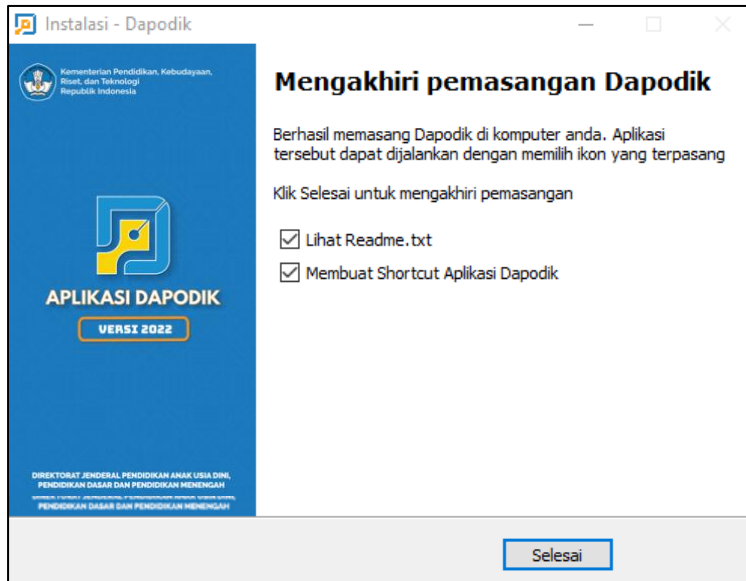 Instalasi - Dapodik
Kementerian Pendidikan, Kebudayaan,
Riset, dan Teknologi
Republik Indonesia
APLIKASI DAPODIK
VERSI 2022
DIREKTORAT JENDERAL PENDIDIKAN ANAK USIA DINI,
PENDIDIKAN DASAR DAN PENDIDIKAN MENENGAH
PENDIDIKAN DASAR DAN PENDIDIKAN MENENGAH
Mengakhiri pemasangan Dapodik
Berhasil memasang Dapodik di komputer anda. Aplikasi
tersebut dapat dijalankan dengan memilih ikon yang terpasang
Klik Selesai untuk mengakhiri pemasangan
Lihat Readme.txt
Membuat Shortcut Aplikasi Dapodik
Selesai